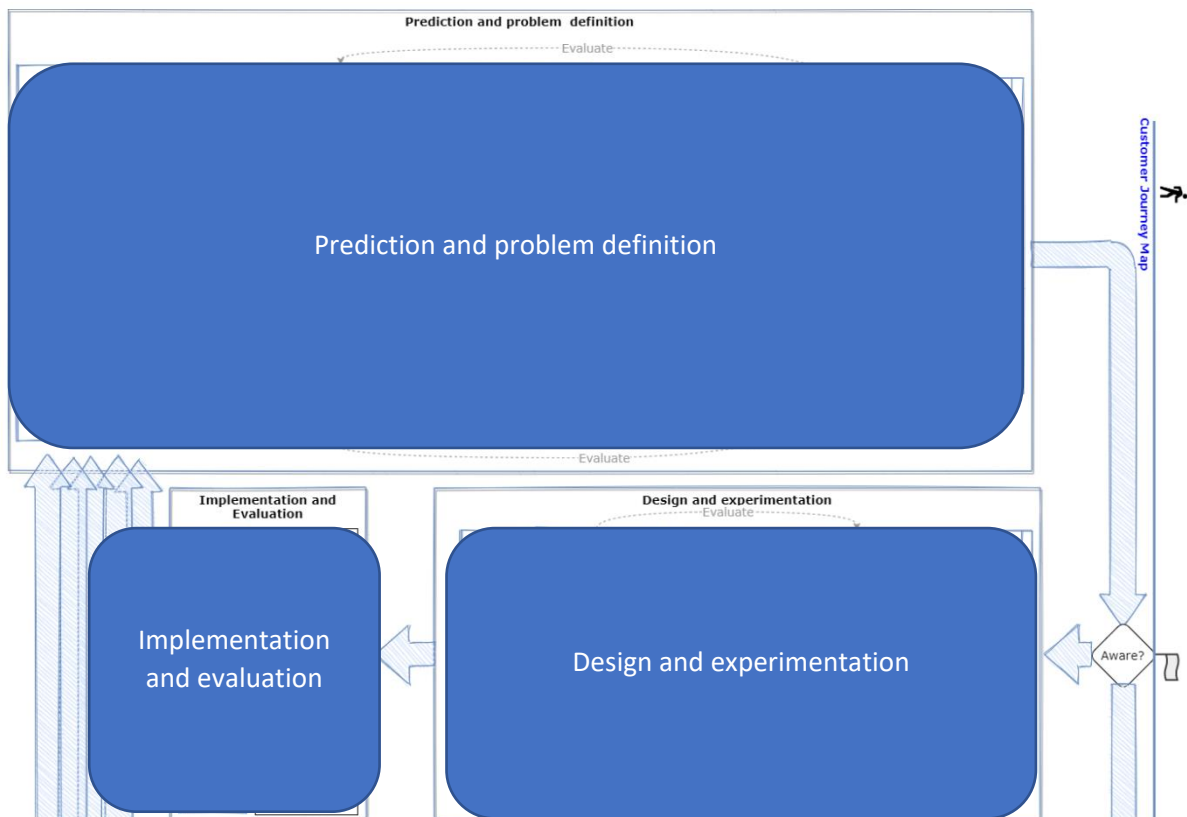 Prediction and problem definition
Evaluate
Prediction and problem definition
Customer Journey Map
Evaluate
Implementation and
Evaluation
Design and experimentation
Evaluate
Implementation
and evaluation
Design and experimentation
Aware?